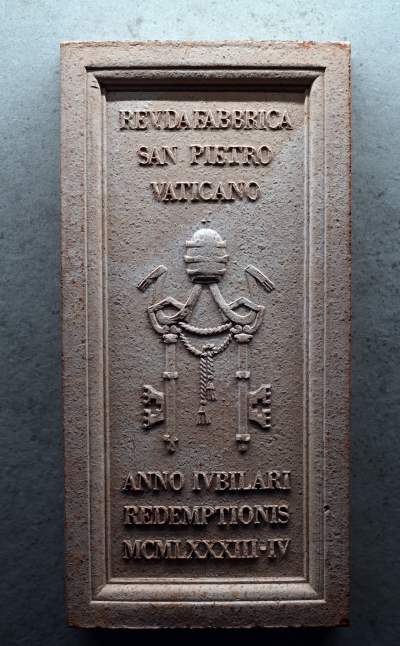 REV.DA FABBRICA
SAN PIETRO
VATICANO
ANNO IVBILARI
REDEMPTIONIS
MCMLXXXIII-IV